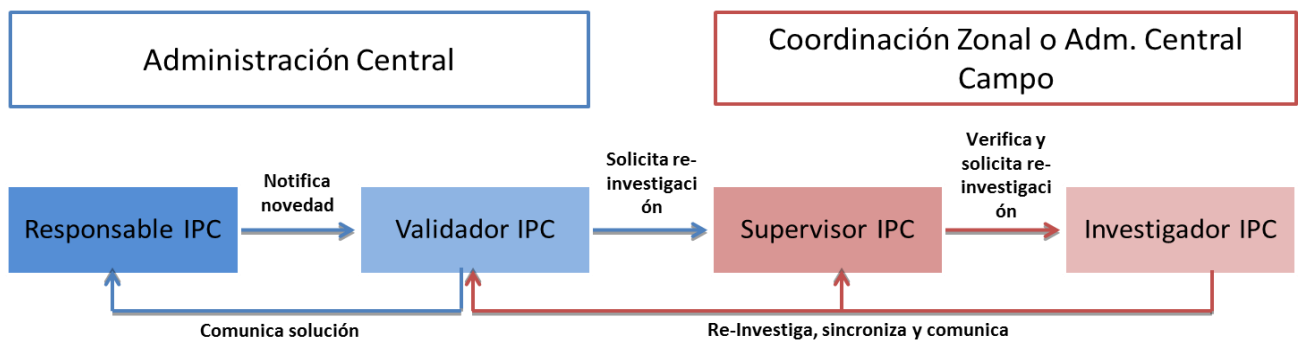 Administración Central
Coordinación Zonal o Adm. Central
Campo
Responsable IPC
Notifica
novedad
Validador IPC
Solicita re-
investigaci
ón
Supervisor IPC
Verifica y
solicita re-
investigaci
ón
Investigador IPC
Comunica solución
Re-Investiga, sincroniza y comunica